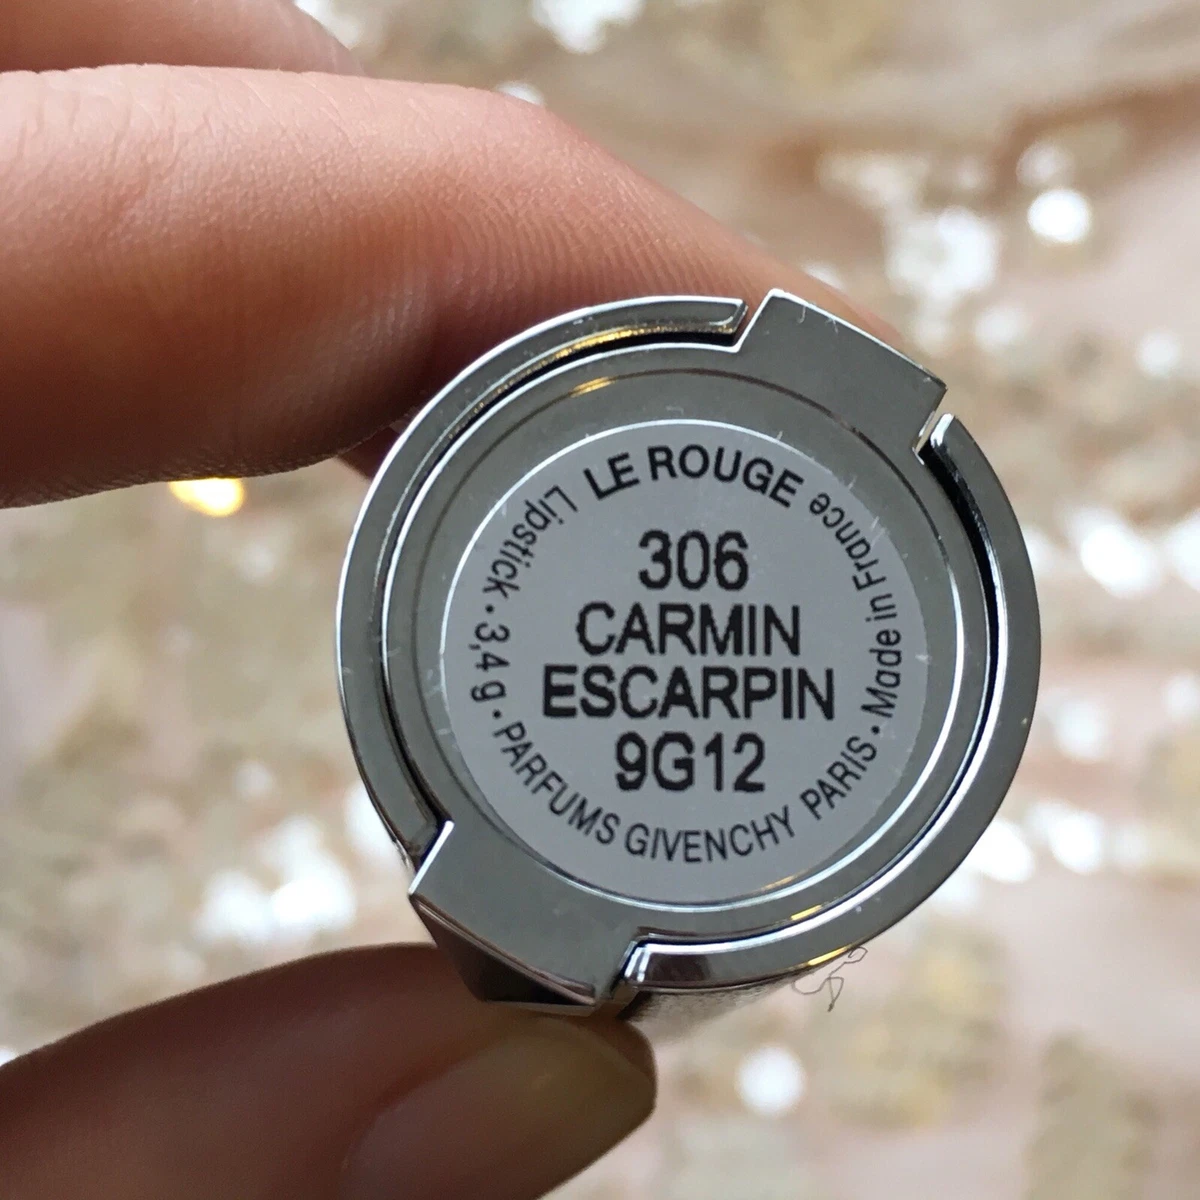 LE ROUGE
Lipstick · 3,4 g · PARFUMS GIVENCHY PARIS · Made in France
306
CARMIN
ESCARPIN
9G12